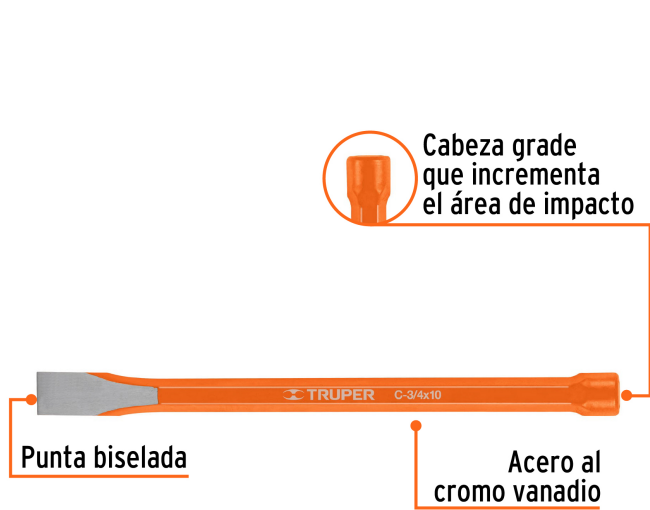 Cabeza grade
que incrementa
el área de impacto
TRUPER C-3/4x10
Punta biselada
Acero al
cromo vanadio